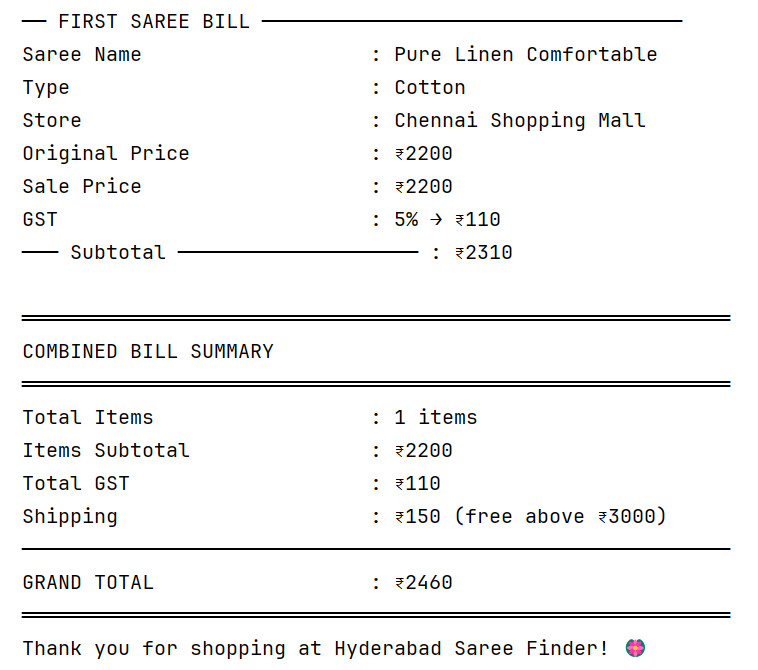 ── FIRST SAREE BILL ───────────────────────────────────
Saree Name : Pure Linen Comfortable
Type : Cotton
Store : Chennai Shopping Mall
Original Price : ₹2200
Sale Price : ₹2200
GST : 5% → ₹110
─── Subtotal ──────────────────── : ₹2310
═══════════════════════════════════════════════════════════
COMBINED BILL SUMMARY
═══════════════════════════════════════════════════════════
Total Items : 1 items
Items Subtotal : ₹2200
Total GST : ₹110
Shipping : ₹150 (free above ₹3000)
───────────────────────────────────────────────────────────
GRAND TOTAL : ₹2460
═══════════════════════════════════════════════════════════
Thank you for shopping at Hyderabad Saree Finder! 🪷